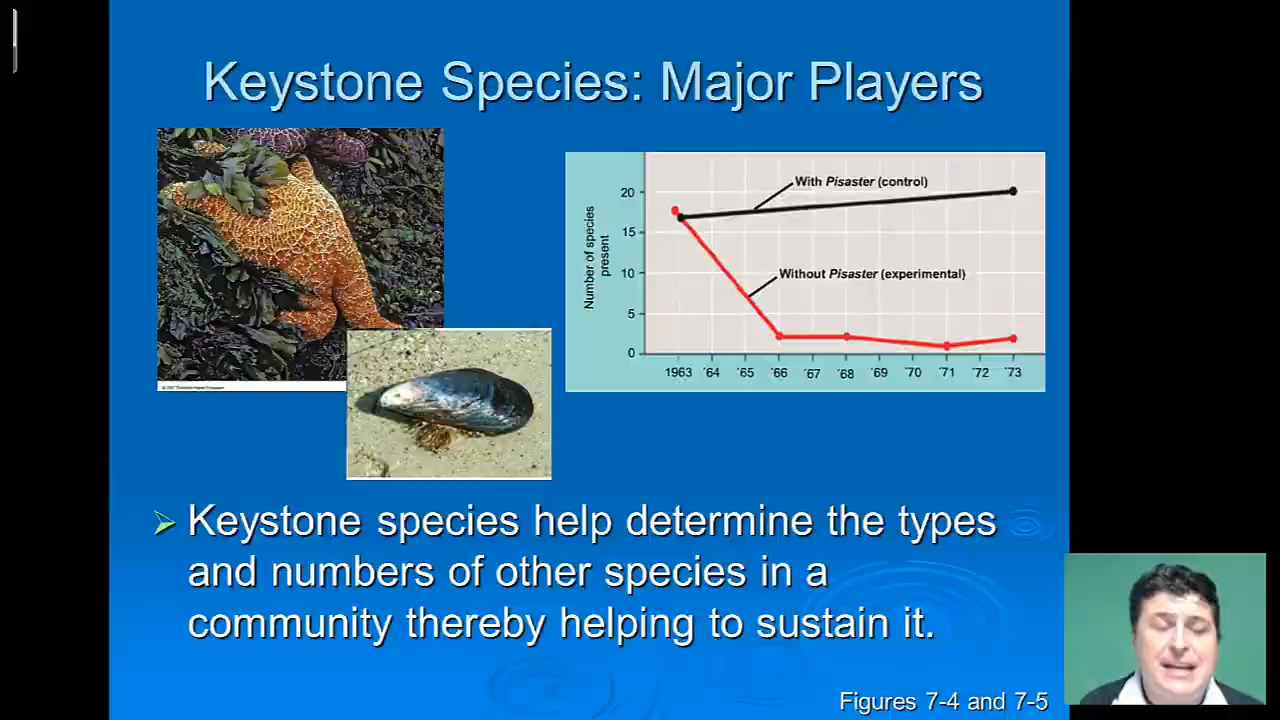 Keystone Species: Major Players
With Pisaster (control)
Without Pisaster (experimental)
Number of species
present
20
15
10
5
0
1963 '64 '65 '66 '67 '68 '69 '70 '71 '72 '73
Keystone species help determine the types
and numbers of other species in a
community thereby helping to sustain it.
Figures 7-4 and 7-5